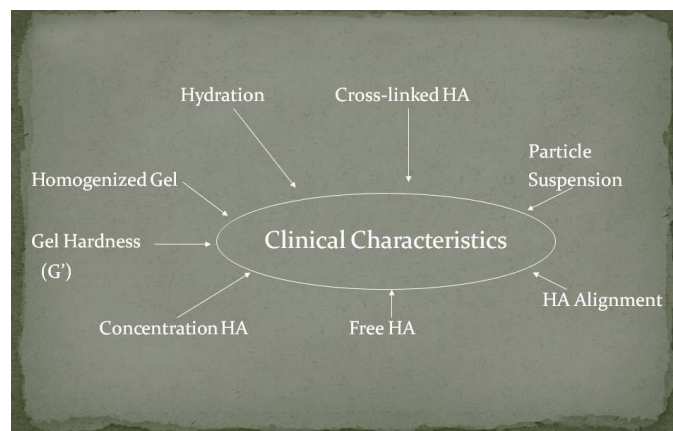 Hydration
Cross-linked HA
Particle
Suspension
Homogenized Gel
Clinical Characteristics
Gel Hardness
(G’)
HA Alignment
Concentration HA
Free HA